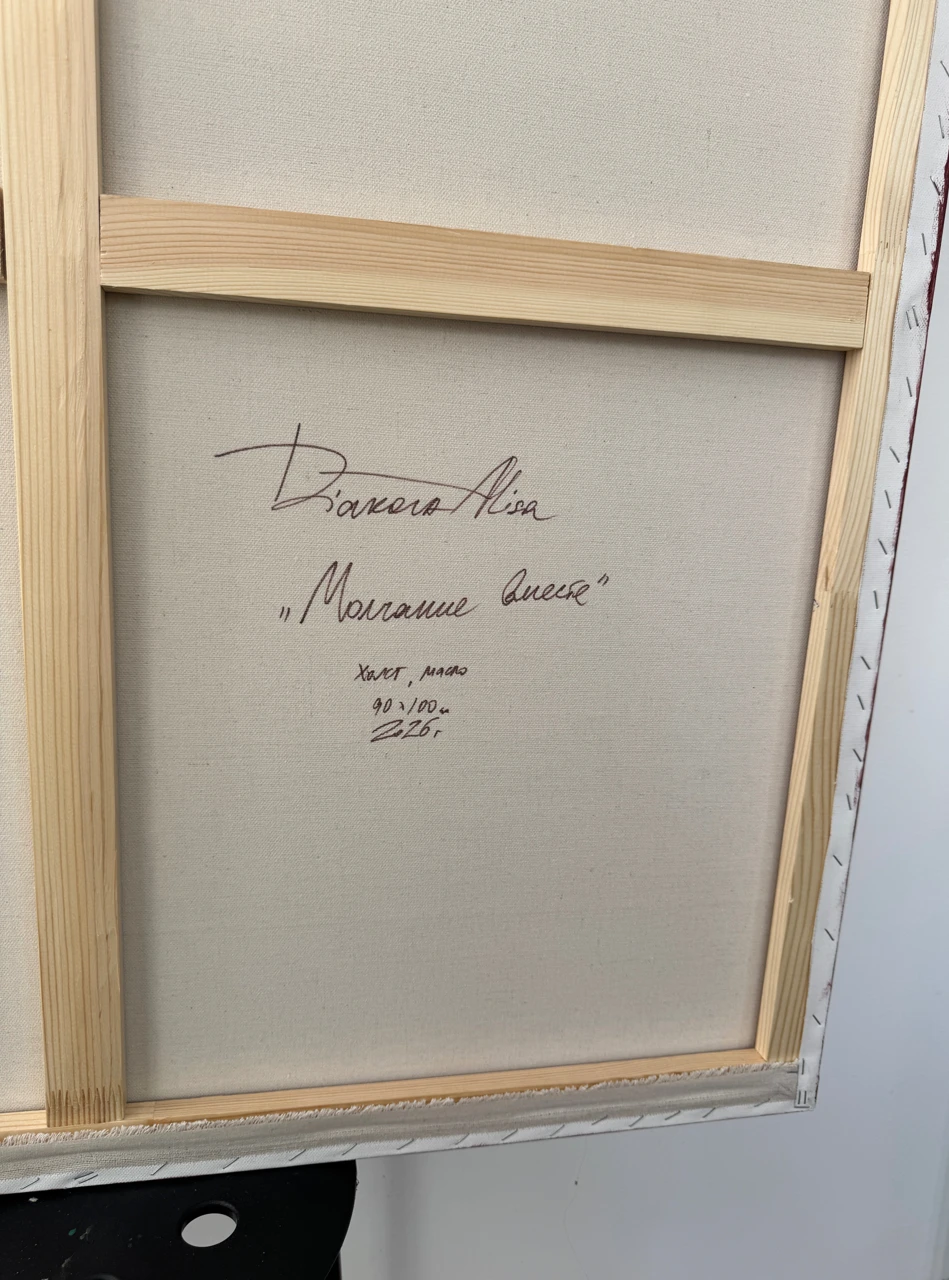 Diakova Alisa
„Молчание вместе"
Холст, масло
90×100см
2026г.